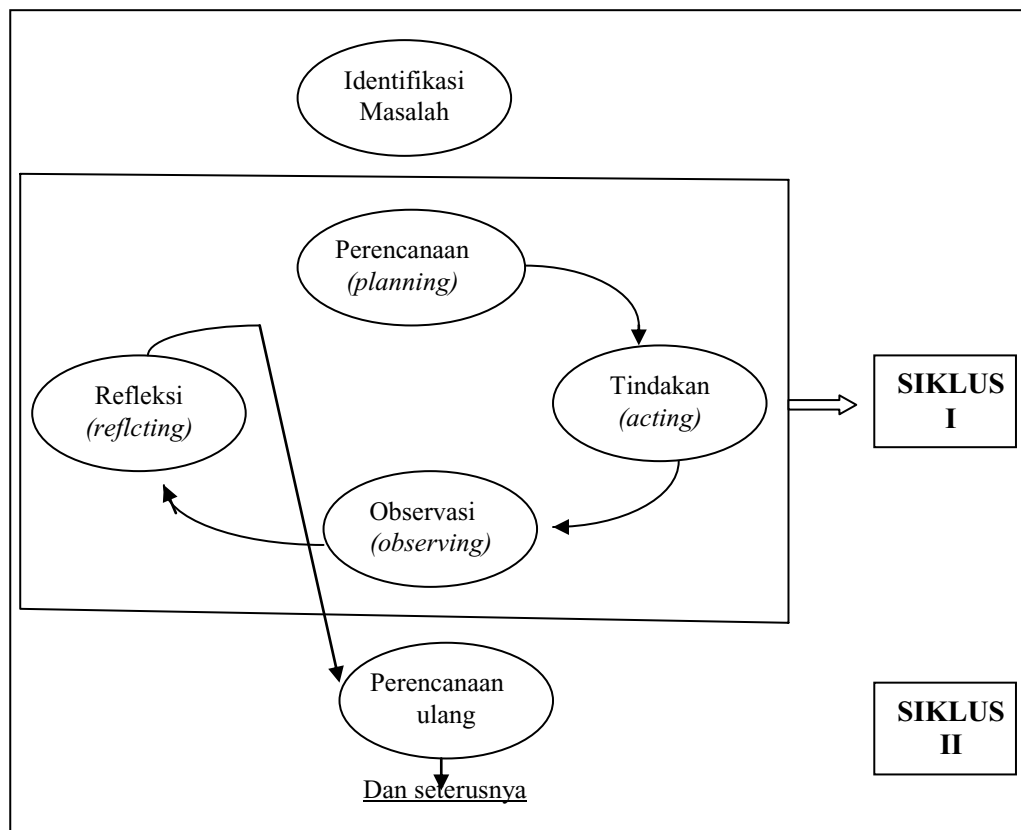 Identifikasi
Masalah
Perencanaan
(planning)
Refleksi
(reflcting)
Tindakan
(acting)
SIKLUS
I
Observasi
(observing)
Perencanaan
ulang
SIKLUS
II
Dan seterusnya